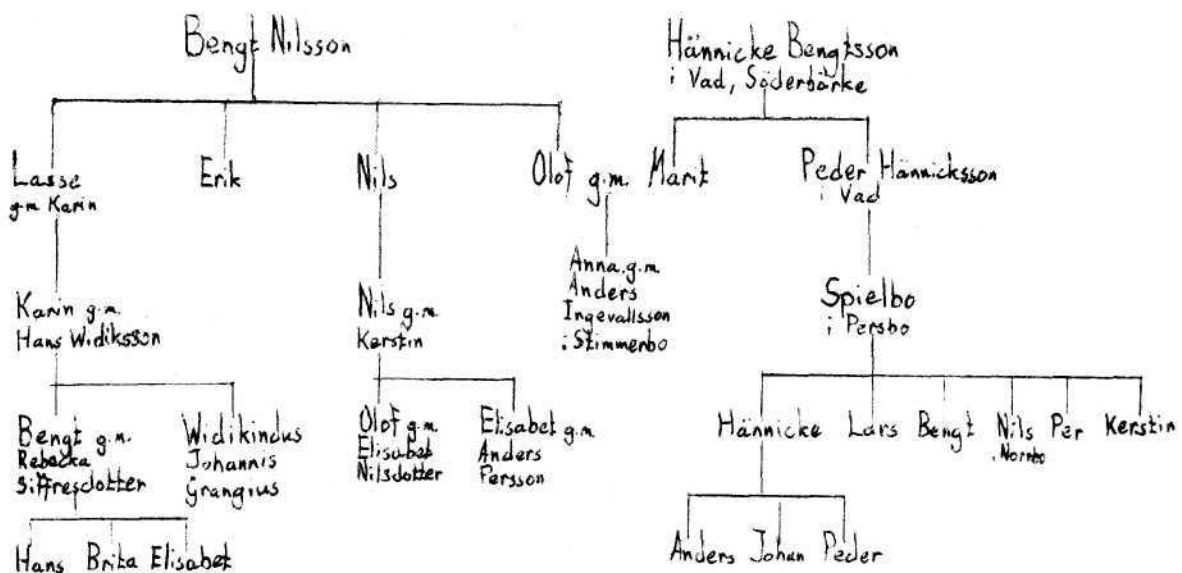 Bengt Nilsson
Hännicke Bengtsson
i Vad, Söderbärke
Lasse
g.m Karin
Erik
Nils
Olof g.m. Marit
Peder Hännicksson
i Vad
Anna g.m.
Anders
Ingevallsson
i Stimmerbo
Karin g.m.
Hans Widiksson
Nils g.m.
Kerstin
Spielbo
i Persbo
Bengt g.m.
Rebecka
Siffresdotter
Widikindus
Johannis
Grangius
Olof g.m.
Elisabet
Nilsdotter
Elisabet g.m.
Anders
Persson
Hännicke Lars Bengt Nils Per Kerstin
i Norrbo
Hans Brita Elisabet
Anders Johan Peder